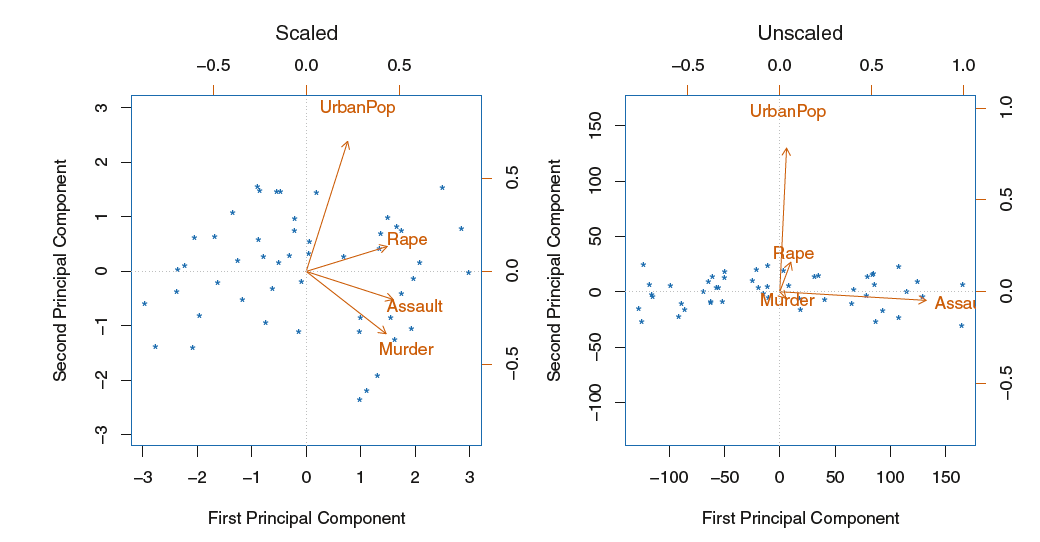 Scaled
−0.5 0.0 0.5
UrbanPop
Rape
Assault
Murder
3
2
1
0
−1
−2
−3
Second Principal Component
0.5
0.0
−0.5
−3 −2 −1 0 1 2 3
First Principal Component
Unscaled
−0.5 0.0 0.5 1.0
UrbanPop
Rape
Murder
Assau
150
100
50
0
−50
−100
Second Principal Component
1.0
0.5
0.0
−0.5
−100 −50 0 50 100 150
First Principal Component